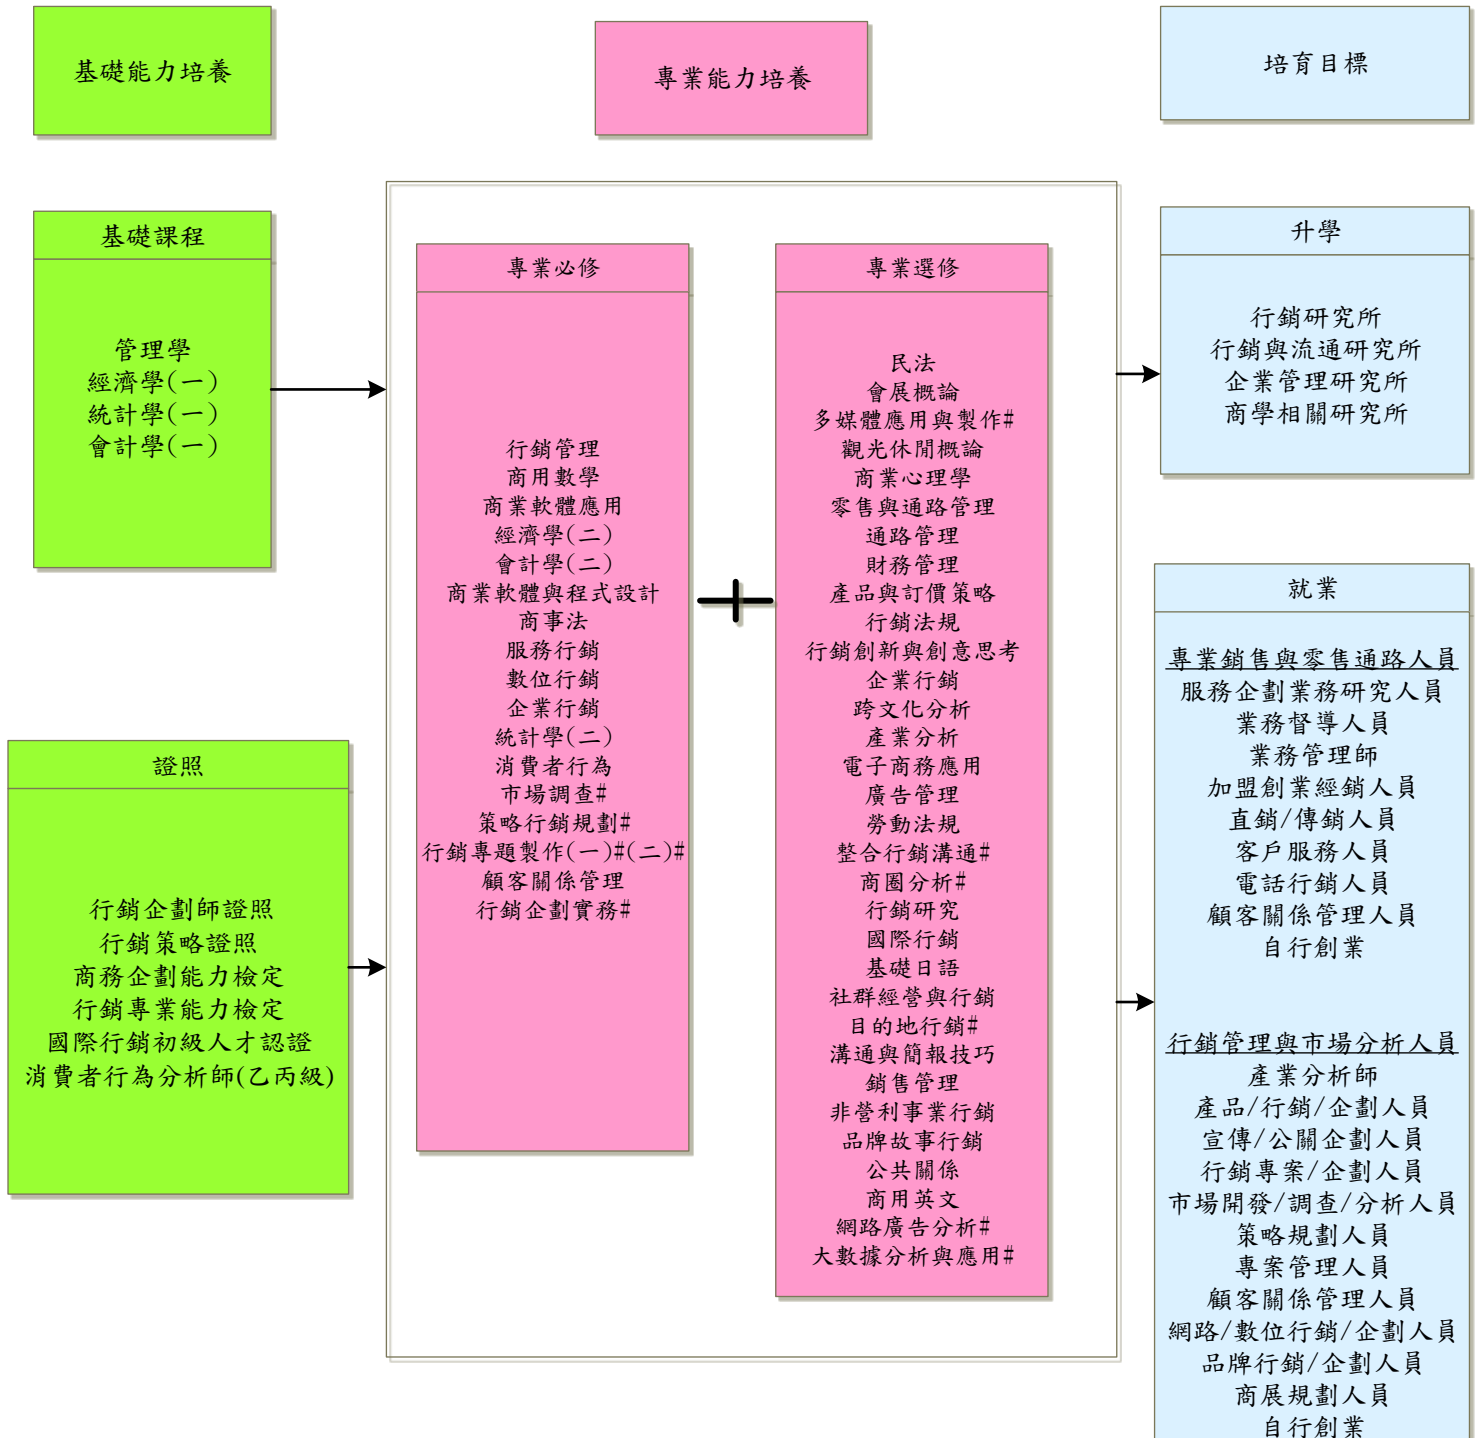 基礎能力培養
專業能力培養
培育目標
基礎課程
管理學
經濟學(一)
統計學(一)
會計學(一)
證照
行銷企劃師證照
行銷策略證照
商務企劃能力檢定
行銷專業能力檢定
國際行銷初級人才認證
消費者行為分析師(乙丙級)
專業必修
行銷管理
商用數學
商業軟體應用
經濟學(二)
會計學(二)
商業軟體與程式設計
商事法
服務行銷
數位行銷
企業行銷
統計學(二)
消費者行為
市場調查#
策略行銷規劃#
行銷專題製作(一)#(二)#
顧客關係管理
行銷企劃實務#
專業選修
民法
會展概論
多媒體應用與製作#
觀光休閒概論
商業心理學
零售與通路管理
通路管理
財務管理
產品與訂價策略
行銷法規
行銷創新與創意思考
企業行銷
跨文化分析
產業分析
電子商務應用
廣告管理
勞動法規
整合行銷溝通#
商圈分析#
行銷研究
國際行銷
基礎日語
社群經營與行銷
目的地行銷#
溝通與簡報技巧
銷售管理
非營利事業行銷
品牌故事行銷
公共關係
商用英文
網路廣告分析#
大數據分析與應用#
升學
行銷研究所
行銷與流通研究所
企業管理研究所
商學相關研究所
就業
專業銷售與零售通路人員
服務企劃業務研究人員
業務督導人員
業務管理師
加盟創業經銷人員
直銷/傳銷人員
客戶服務人員
電話行銷人員
顧客關係管理人員
自行創業
行銷管理與市場分析人員
產業分析師
產品/行銷/企劃人員
宣傳/公關企劃人員
行銷專案/企劃人員
市場開發/調查/分析人員
策略規劃人員
專案管理人員
顧客關係管理人員
網路/數位行銷/企劃人員
品牌行銷/企劃人員
商展規劃人員
自行創業